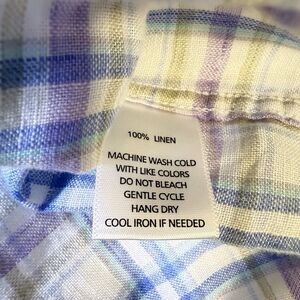 100% LINEN
MACHINE WASH COLD
WITH LIKE COLORS
DO NOT BLEACH
GENTLE CYCLE
HANG DRY
COOL IRON IF NEEDED